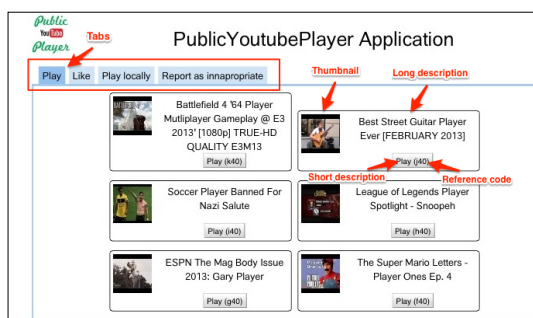 Public
YouTube
Player
Tabs
PublicYoutubePlayer Application
Play Like Play locally Report as innapropriate
Thumbnail
Long description
Battlefield 4 '64 Player
Mutliplayer Gameplay @ E3
2013' [1080p] TRUE-HD
QUALITY E3M13
Play (k40)
Best Street Guitar Player
Ever [FEBRUARY 2013]
Play (j40)
Short description
Reference code
Soccer Player Banned For
Nazi Salute
Play (i40)
League of Legends Player
Spotlight - Snoopeh
Play (h40)
ESPN The Mag Body Issue
2013: Gary Player
Play (g40)
The Super Mario Letters -
Player Ones Ep. 4
Play (f40)